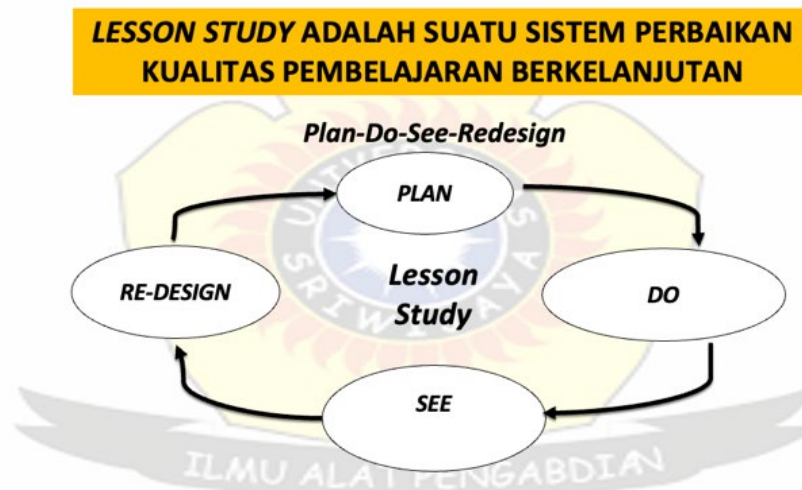 LESSON STUDY ADALAH SUATU SISTEM PERBAIKAN
KUALITAS PEMBELAJARAN BERKELANJUTAN
Plan-Do-See-Redesign
PLAN
RE-DESIGN
Lesson
Study
DO
SEE
SRIWIJAYA
ILMU ALAT PENGABDIAN